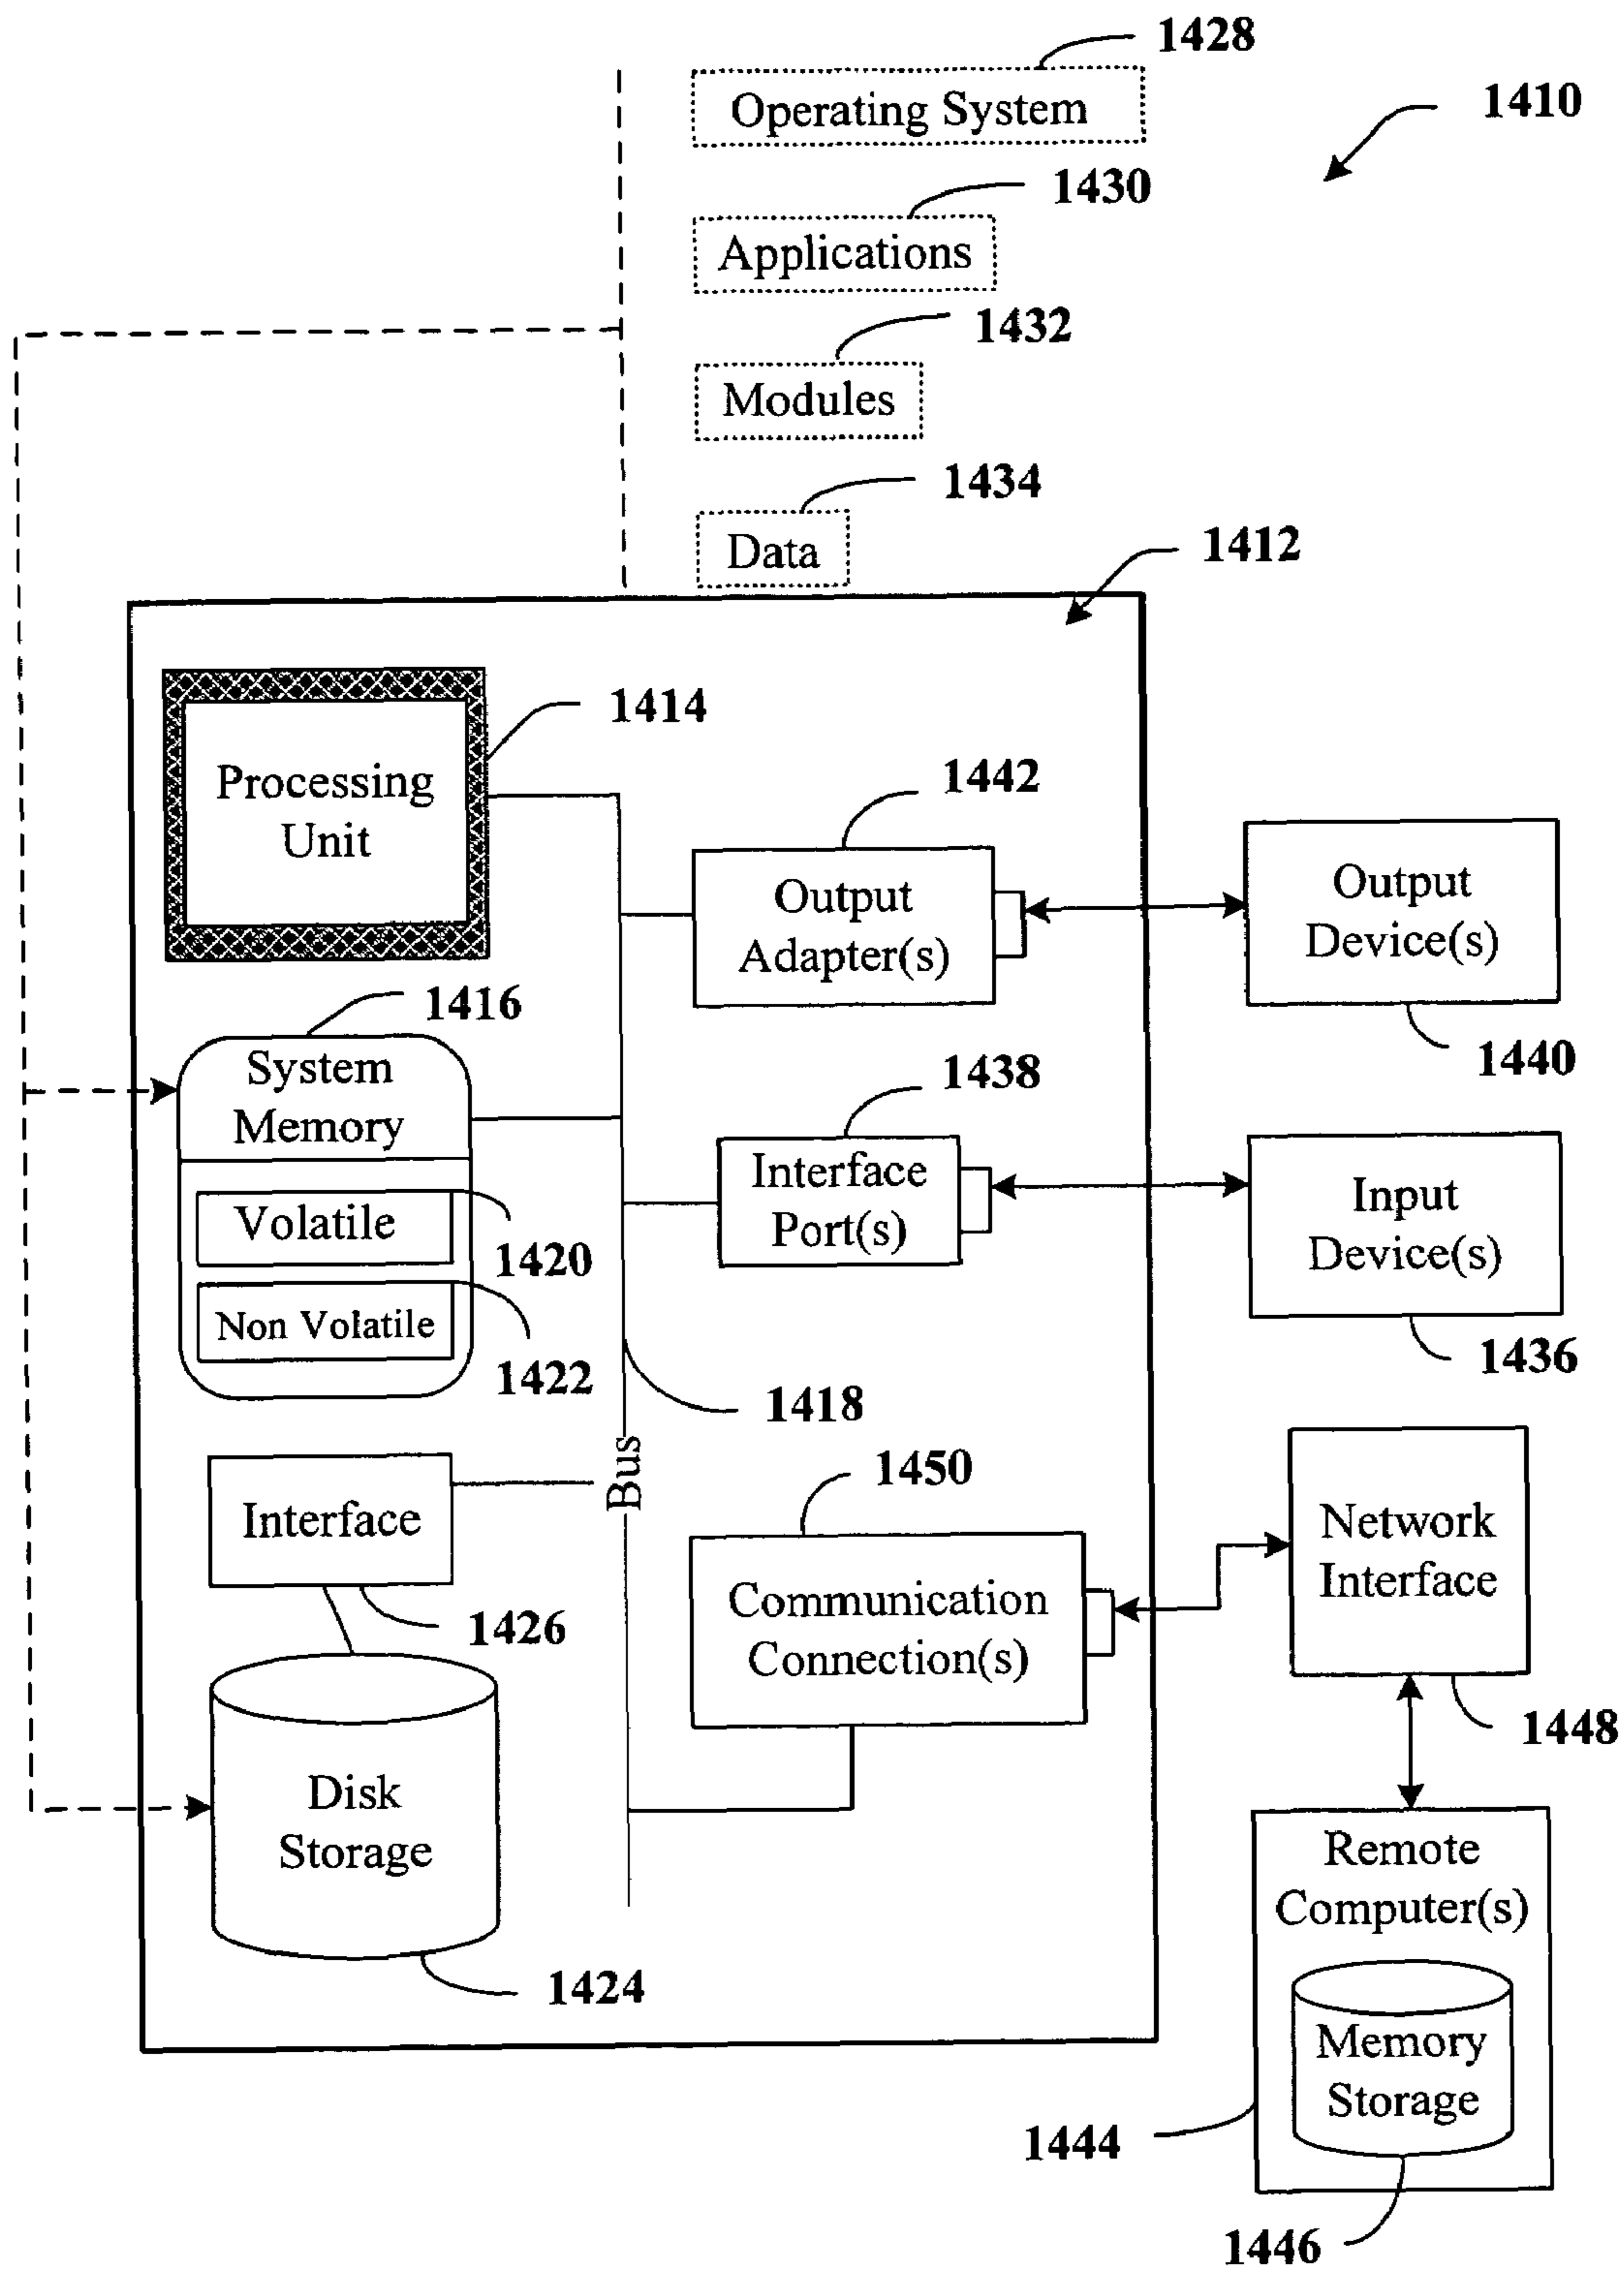 1428
Operating System
1410
1430
Applications
1432
Modules
1434
Data
1412
1414
Processing
Unit
1442
Output
Adapter(s)
Output
Device(s)
1440
1416
System
Memory
1438
Interface
Port(s)
Input
Device(s)
1436
Volatile
1420
Non Volatile
1422
1418
Bus
1450
Interface
1426
Communication
Connection(s)
Network
Interface
1448
Disk
Storage
1424
Remote
Computer(s)
Memory
Storage
1444
1446